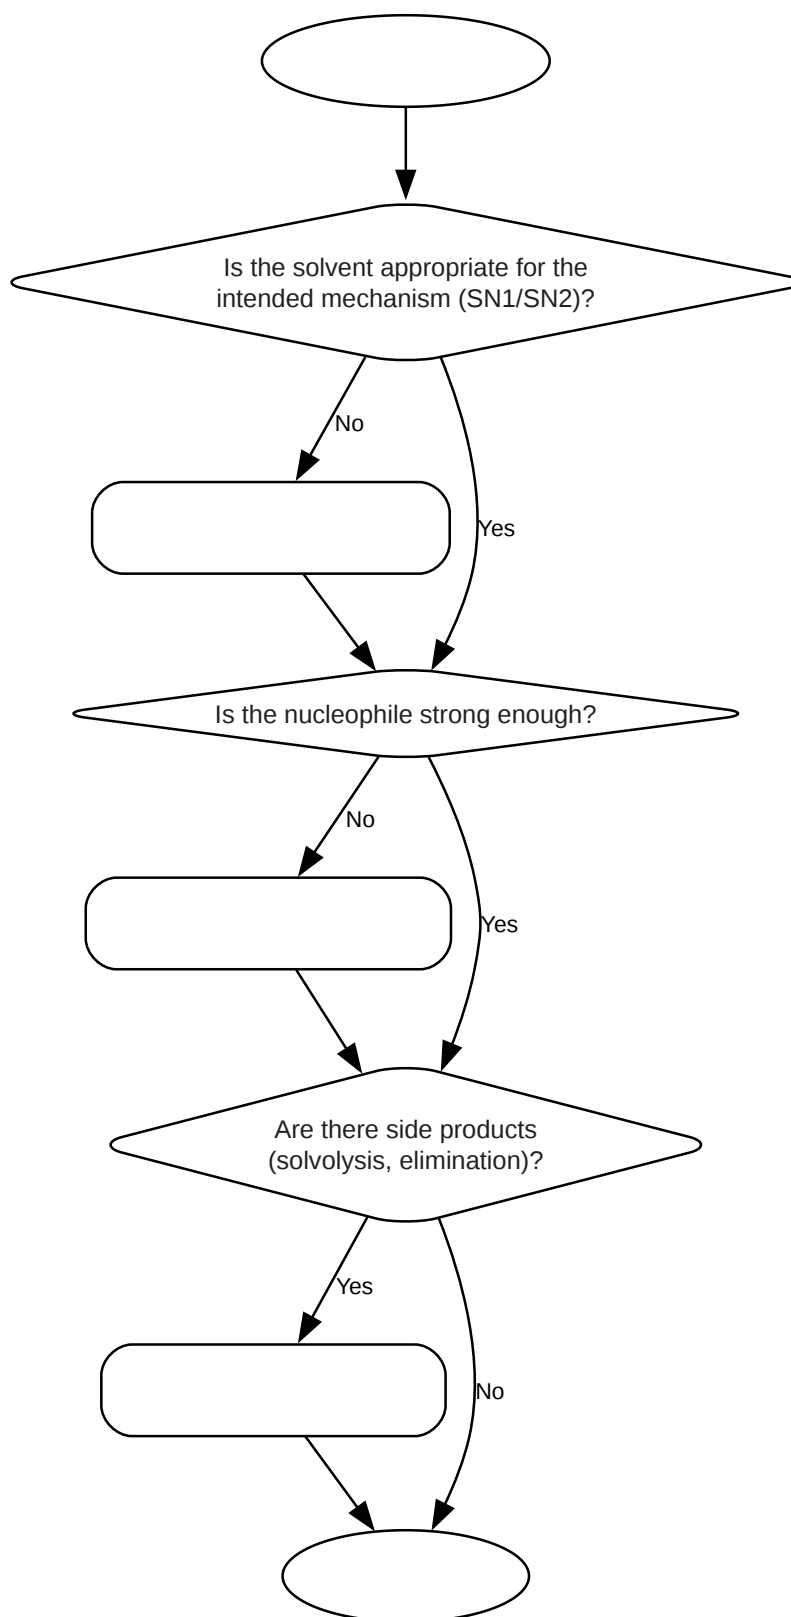 Is the solvent appropriate for the
intended mechanism (SN1/SN2)?
No
Yes
Is the nucleophile strong enough?
No
Yes
Are there side products
(solvolysis, elimination)?
Yes
No